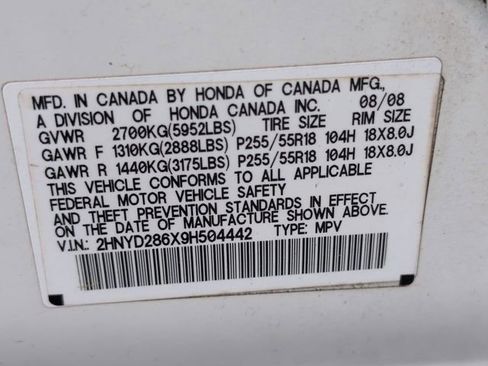 MFD. IN CANADA BY HONDA OF CANADA MFG.,
A DIVISION OF HONDA CANADA INC. 08/08
GVWR 2700KG(5952LBS) TIRE SIZE RIM SIZE
GAWR F 1310KG(2888LBS) P255/55R18 104H 18X8.0J
GAWR R 1440KG(3175LBS) P255/55R18 104H 18X8.0J
THIS VEHICLE CONFORMS TO ALL APPLICABLE
FEDERAL MOTOR VEHICLE SAFETY
AND THEFT PREVENTION STANDARDS IN
EFFECT ON THE DATE OF MANUFACTURE SHOWN ABOVE.
V.I.N.: 2HNYD286X9H504442 TYPE: MPV